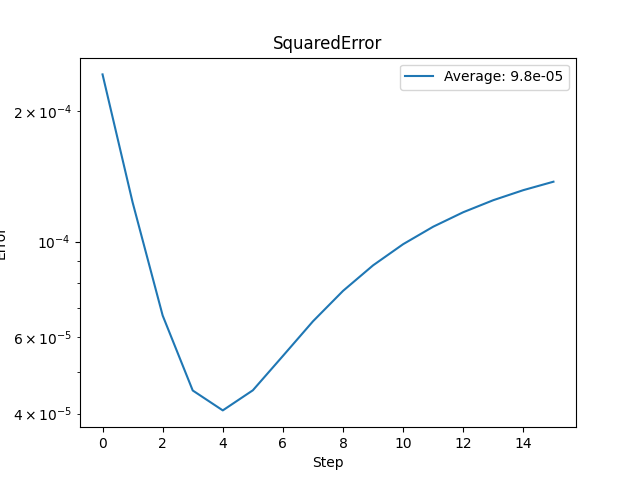 SquaredError
Average: 9.8e-05
2 × 10⁻⁴
10⁻⁴
6 × 10⁻⁵
4 × 10⁻⁵
Error
0 2 4 6 8 10 12 14
Step